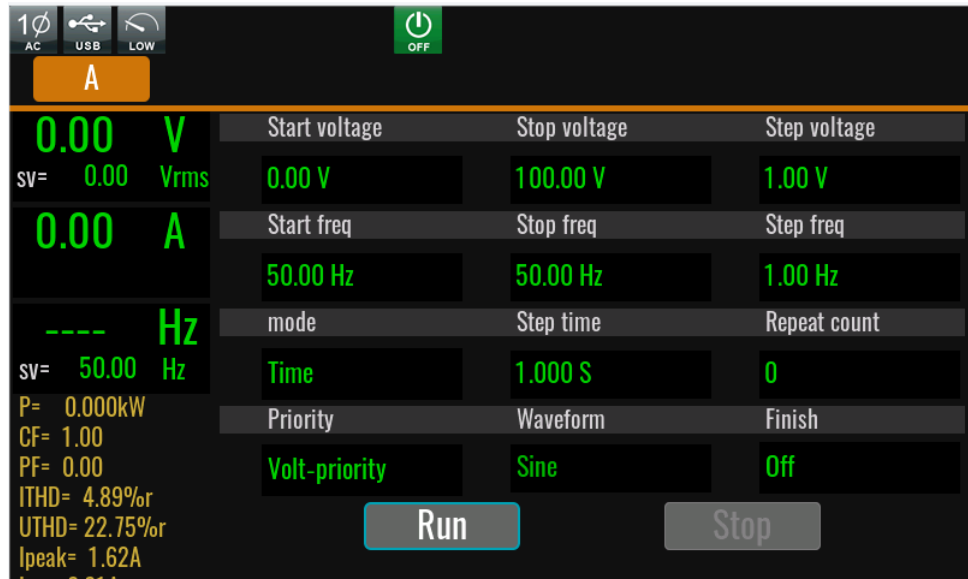 1Ø
AC
USB
LOW
OFF
A
0.00 V
sv= 0.00 Vrms
0.00 A
---- Hz
sv= 50.00 Hz
P= 0.000kW
CF= 1.00
PF= 0.00
ITHD= 4.89%r
UTHD= 22.75%r
Ipeak= 1.62A
Start voltage Stop voltage Step voltage
0.00 V 100.00 V 1.00 V
Start freq Stop freq Step freq
50.00 Hz 50.00 Hz 1.00 Hz
mode Step time Repeat count
Time 1.000 S 0
Priority Waveform Finish
Volt-priority Sine Off
Run Stop